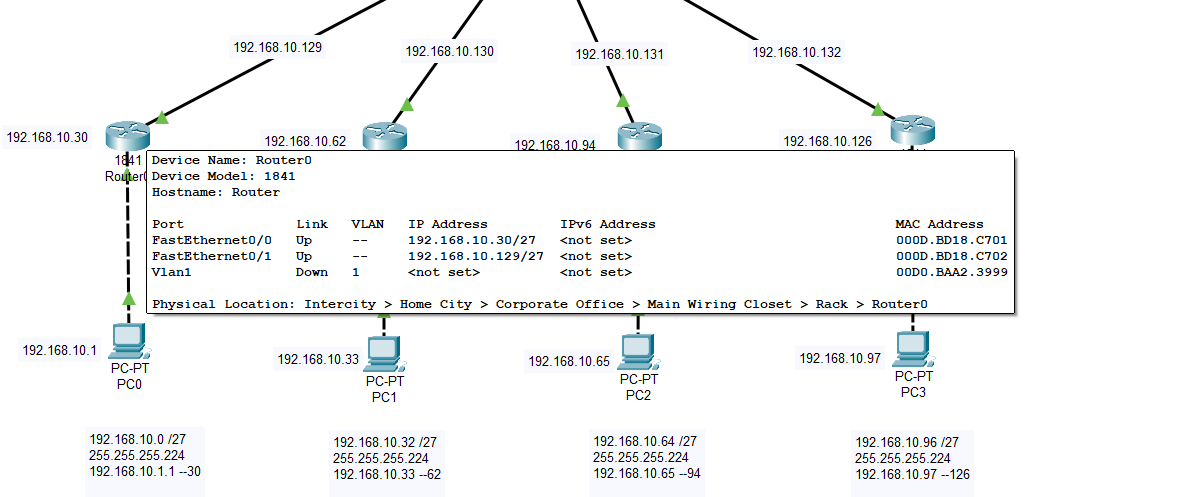 192.168.10.129
192.168.10.130
192.168.10.131
192.168.10.132
192.168.10.30
192.168.10.62
192.168.10.94
192.168.10.126
1841
Router0
Device Name: Router0
Device Model: 1841
Hostname: Router
Port Link VLAN IP Address IPv6 Address MAC Address
FastEthernet0/0 Up -- 192.168.10.30/27 <not set> 000D.BD18.C701
FastEthernet0/1 Up -- 192.168.10.129/27 <not set> 000D.BD18.C702
Vlan1 Down 1 <not set> <not set> 00D0.BAA2.3999
Physical Location: Intercity > Home City > Corporate Office > Main Wiring Closet > Rack > Router0
192.168.10.1
192.168.10.33
192.168.10.65
192.168.10.97
PC-PT
PC0
PC-PT
PC1
PC-PT
PC2
PC-PT
PC3
192.168.10.0 /27
255.255.255.224
192.168.10.1.1 --30
192.168.10.32 /27
255.255.255.224
192.168.10.33 --62
192.168.10.64 /27
255.255.255.224
192.168.10.65 --94
192.168.10.96 /27
255.255.255.224
192.168.10.97 --126